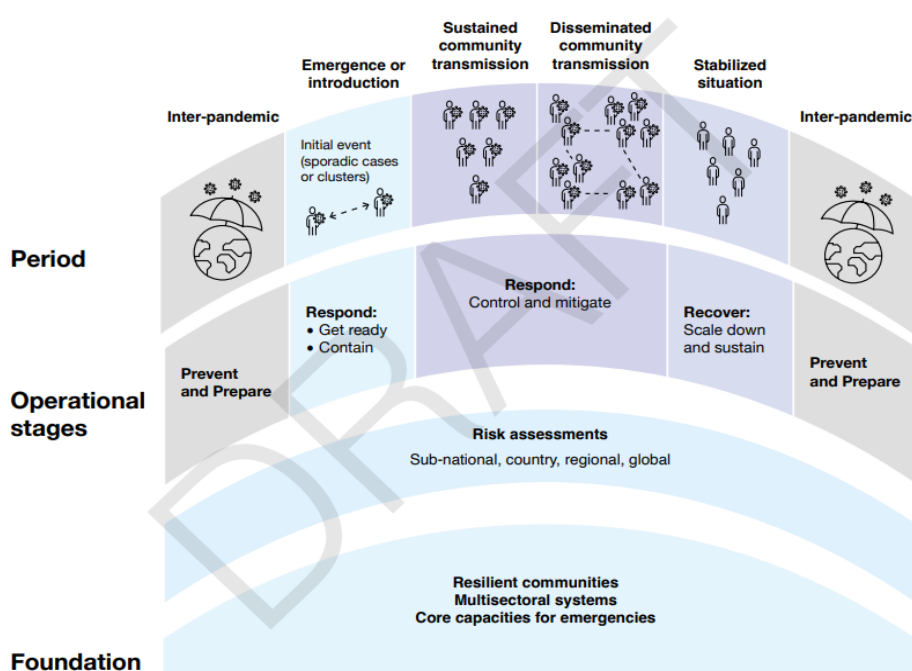 Sustained
community
transmission
Disseminated
community
transmission
Emergence or
introduction
Stabilized
situation
Inter-pandemic
Inter-pandemic
Initial event
(sporadic cases
or clusters)
Period
Respond:
• Get ready
• Contain
Respond:
Control and mitigate
Recover:
Scale down
and sustain
Prevent
and Prepare
Prevent
and Prepare
Operational
stages
Risk assessments
Sub-national, country, regional, global
Resilient communities
Multisectoral systems
Core capacities for emergencies
Foundation
DRAFT